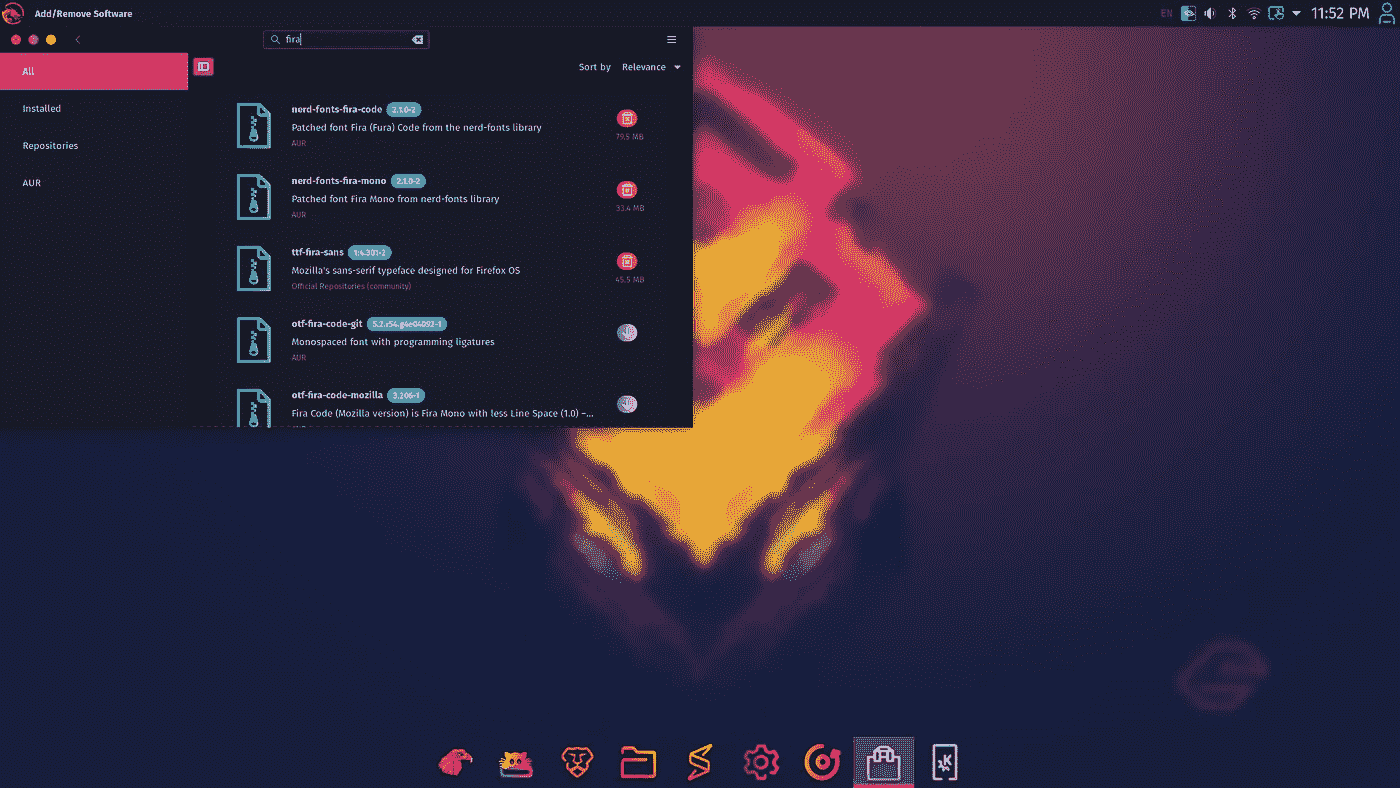 Add/Remove Software
EN
11:52 PM
fira
All
Installed
Repositories
AUR
Sort by Relevance
nerd-fonts-fira-code 2.1.0-2
Patched font Fira (Fura) Code from the nerd-fonts library
AUR
79.5 MB
nerd-fonts-fira-mono 2.1.0-2
Patched font Fira Mono from nerd-fonts library
AUR
33.4 MB
ttf-fira-sans 1:4.301-2
Mozilla's sans-serif typeface designed for Firefox OS
Official Repositories (community)
45.5 MB
otf-fira-code-git 5.2.r54.g4e04092-1
Monospaced font with programming ligatures
AUR
otf-fira-code-mozilla 3.206-1
Fira Code (Mozilla version) is Fira Mono with less Line Space (1.0) –...
K